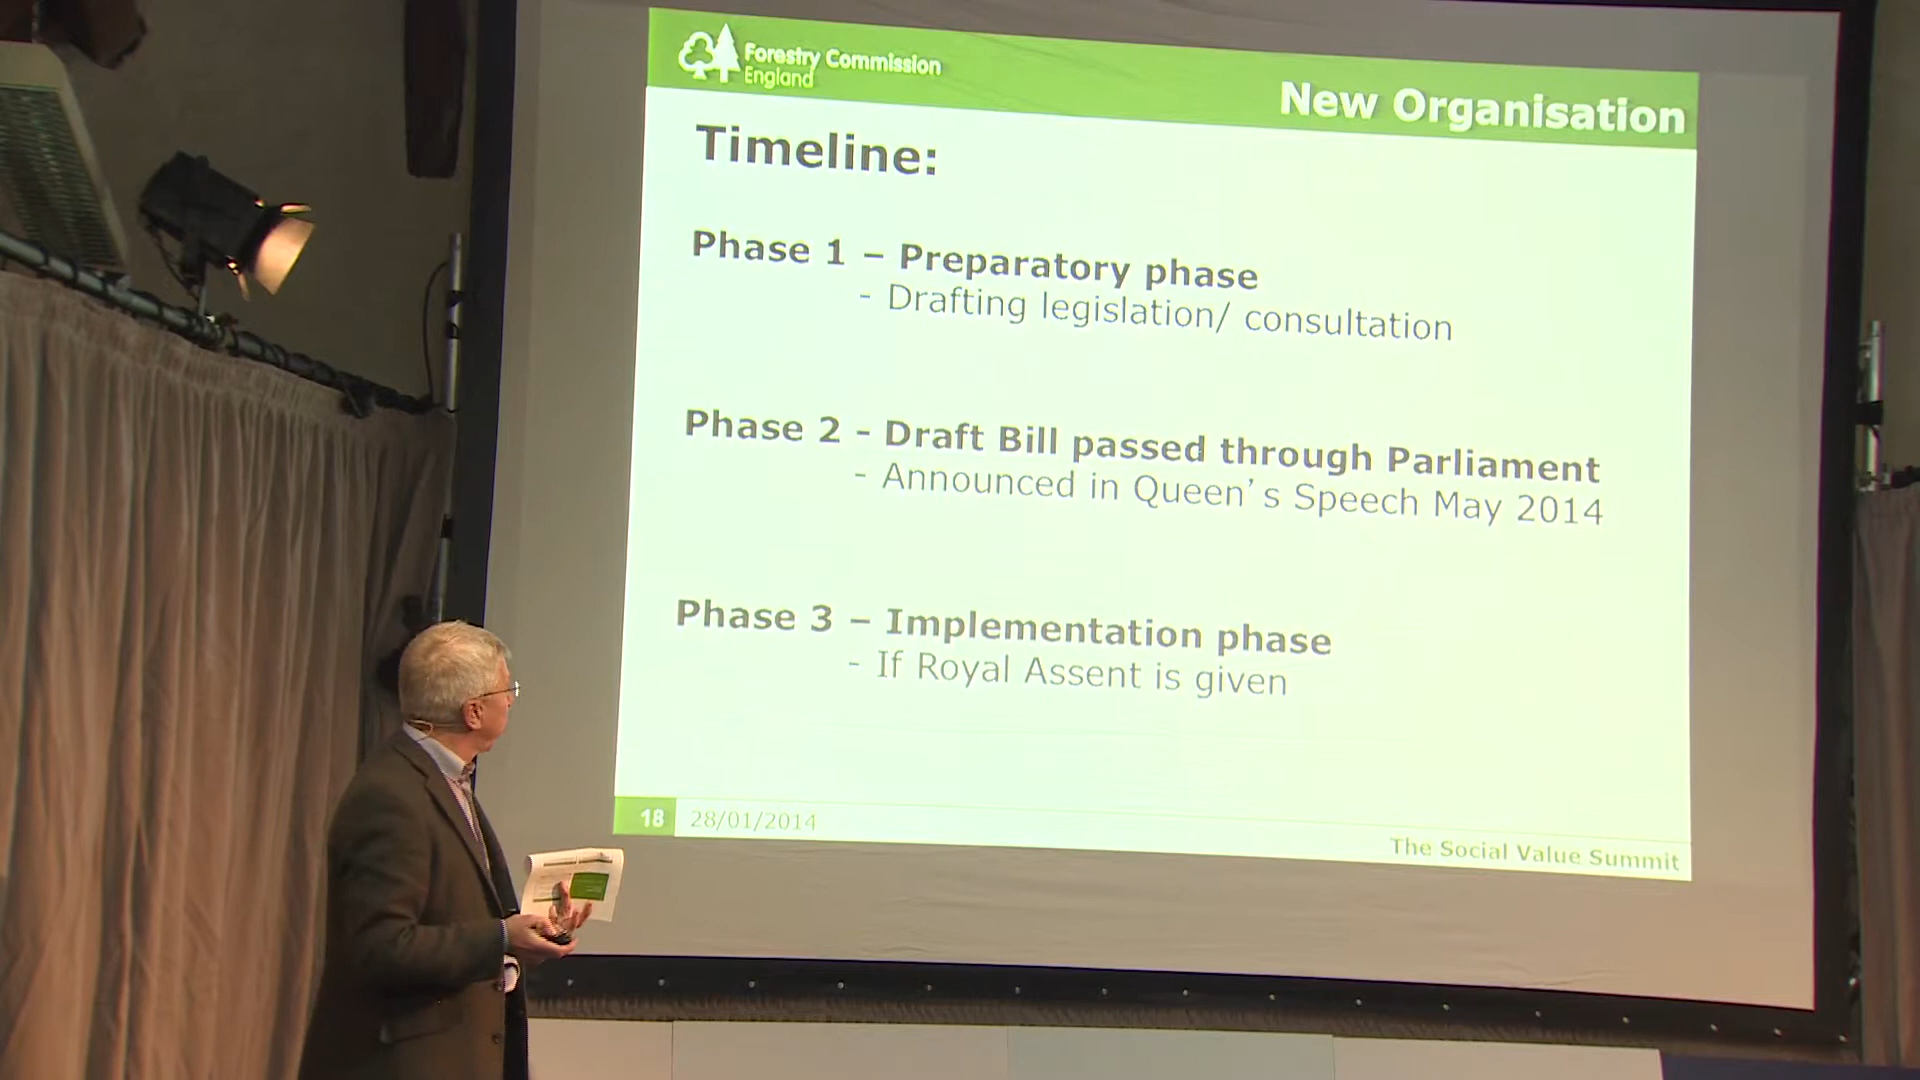 Forestry Commission
England
New Organisation
Timeline:
Phase 1 – Preparatory phase
- Drafting legislation/ consultation
Phase 2 - Draft Bill passed through Parliament
- Announced in Queen's Speech May 2014
Phase 3 – Implementation phase
- If Royal Assent is given
18
28/01/2014
The Social Value Summit